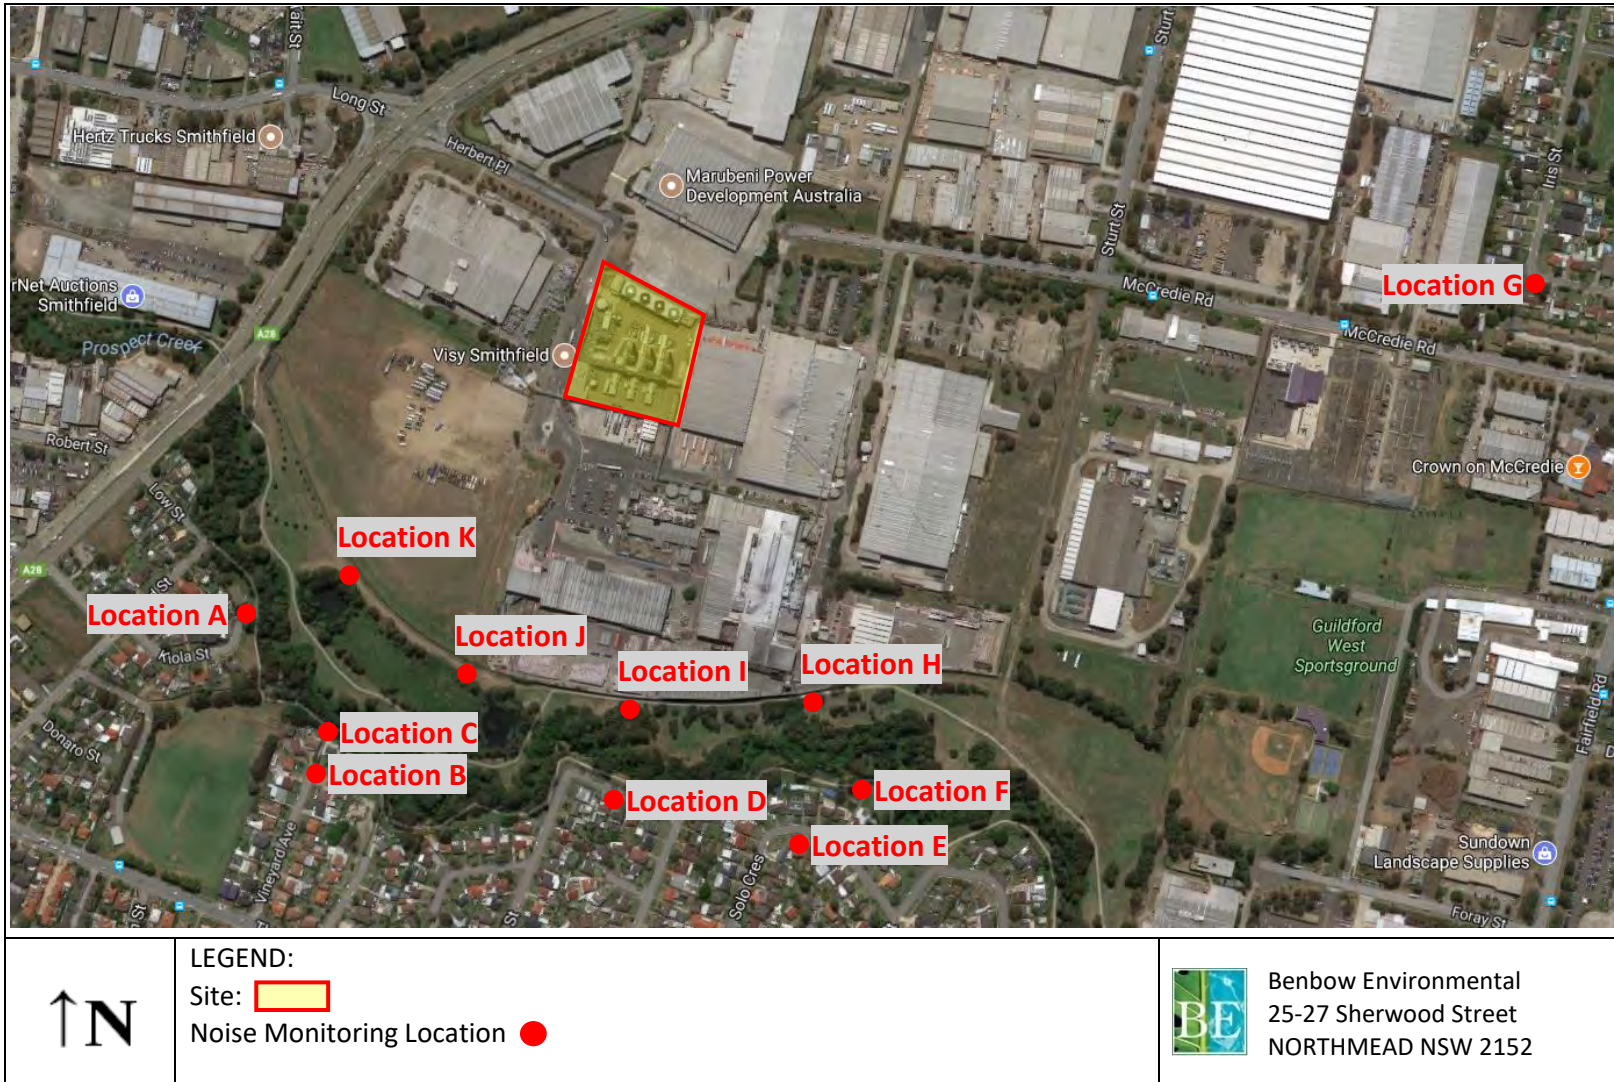 Wait St
Long St
Hertz Trucks Smithfield
Herbert Pl
Marubeni Power
Development Australia
Sturt
Sturt St
Iris St
Location G
McCredie Rd
McCredie Rd
rNet Auctions
Smithfield
A28
Prospect Creek
Visy Smithfield
Robert St
Crown on McCredie
Low St
Location K
A28
St
Location A
Kiola St
Location J
Location I
Location H
Guildford
West
Sportsground
Fairfield Rd
Donaro St
Location C
Location B
Location D
Location F
Location E
Vineyard Ave
Solo Cres
St
St
Sundown
Landscape Supplies
Foray St
LEGEND:
Site:
Noise Monitoring Location
↑N
BE
Benbow Environmental
25-27 Sherwood Street
NORTHMEAD NSW 2152